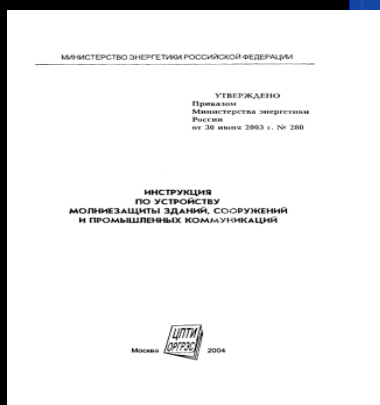 МИНИСТЕРСТВО ЭНЕРГЕТИКИ РОССИЙСКОЙ ФЕДЕРАЦИИ
УТВЕРЖДЕНО
Приказом
Министерства энергетики
России
от 30 июня 2003 г. № 280
ИНСТРУКЦИЯ
ПО УСТРОЙСТВУ
МОЛНИЕЗАЩИТЫ ЗДАНИЙ, СООРУЖЕНИЙ
И ПРОМЫШЛЕННЫХ КОММУНИКАЦИЙ
ЦПТИ
ОРГРЭС
Москва 2004